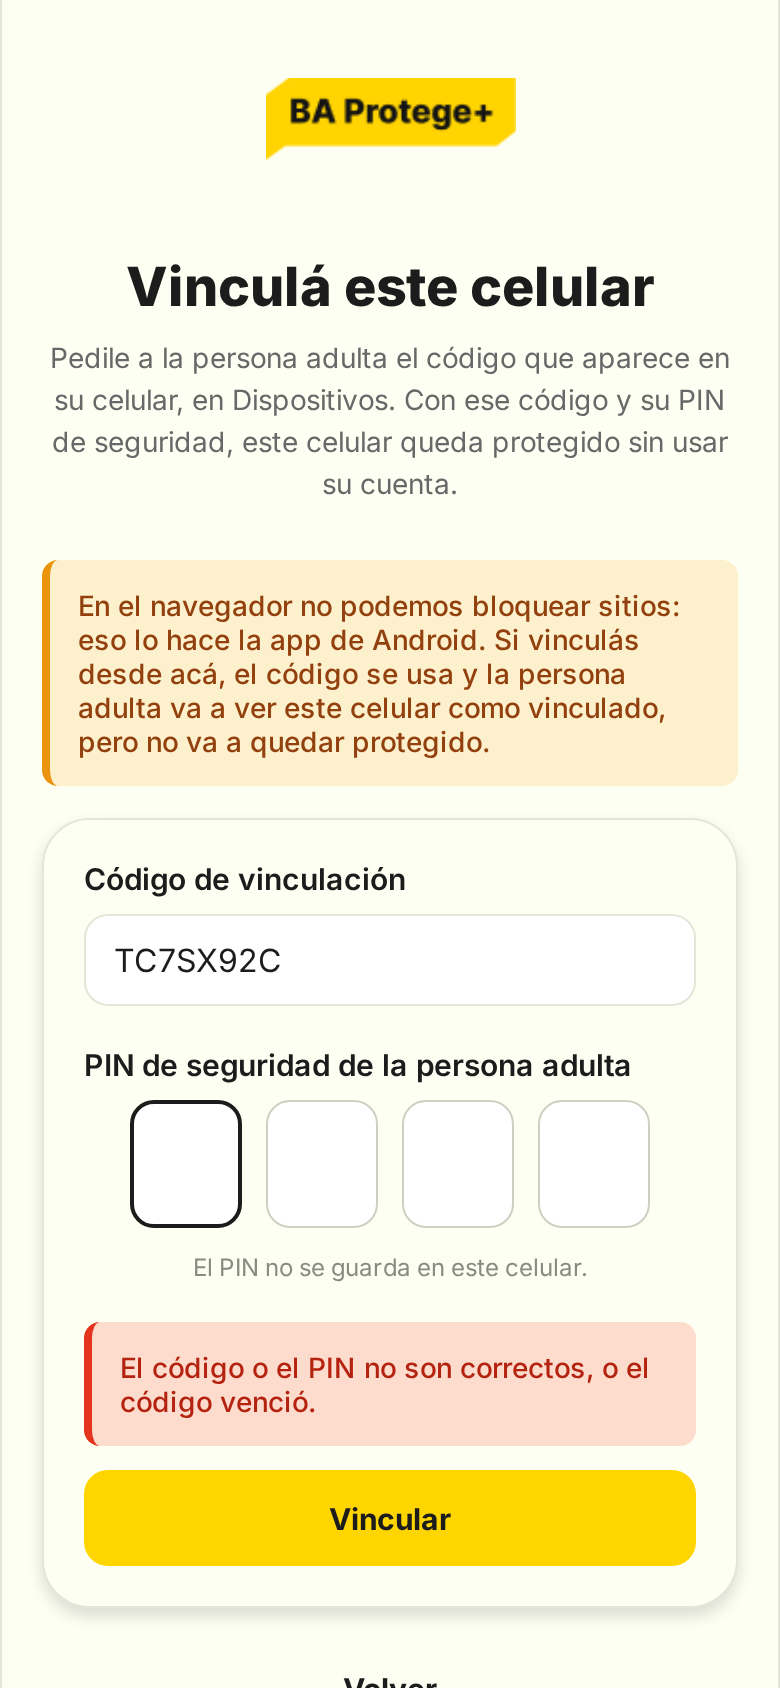 BA Protege+
Vinculá este celular
Pedile a la persona adulta el código que aparece en
su celular, en Dispositivos. Con ese código y su PIN
de seguridad, este celular queda protegido sin usar
su cuenta.
En el navegador no podemos bloquear sitios:
eso lo hace la app de Android. Si vinculás
desde acá, el código se usa y la persona
adulta va a ver este celular como vinculado,
pero no va a quedar protegido.
Código de vinculación
TC7SX92C
PIN de seguridad de la persona adulta
El PIN no se guarda en este celular.
El código o el PIN no son correctos, o el
código venció.
Vincular
Volver